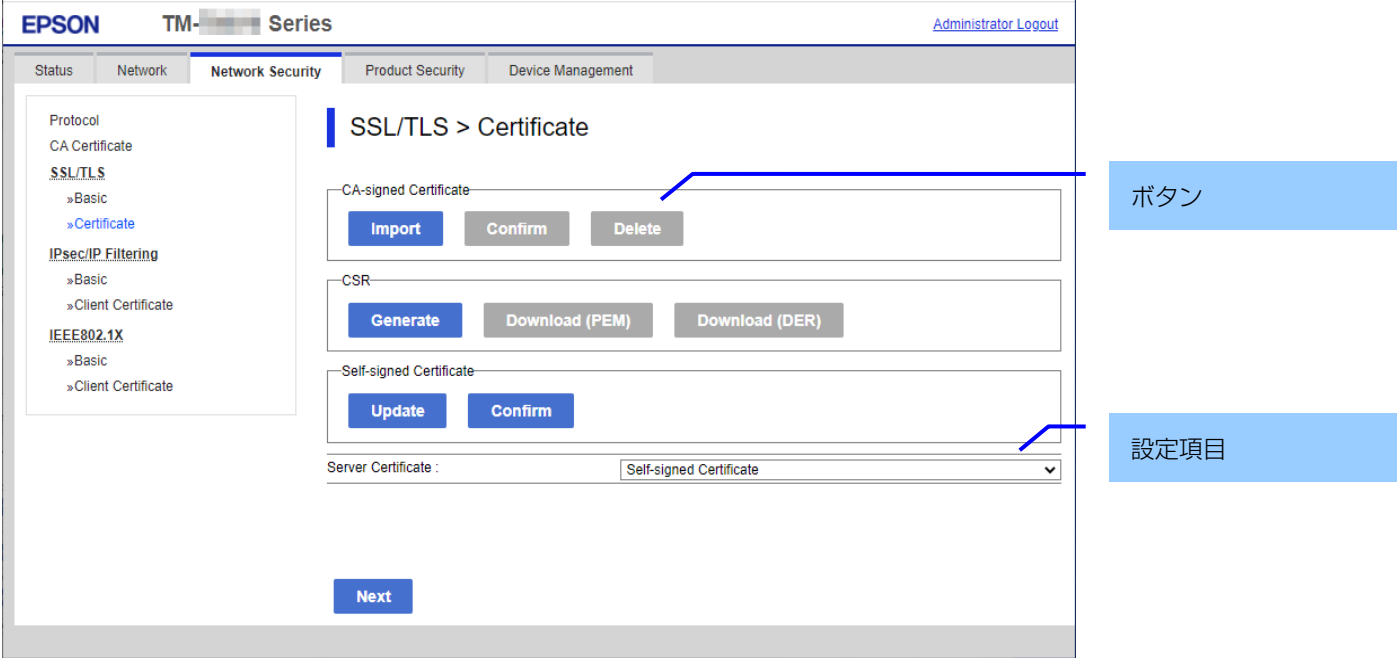 EPSON TM- Series Administrator Logout
Status Network Network Security Product Security Device Management
Protocol
CA Certificate
SSL/TLS
»Basic
»Certificate
IPsec/IP Filtering
»Basic
»Client Certificate
IEEE802.1X
»Basic
»Client Certificate
SSL/TLS > Certificate
CA-signed Certificate
Import Confirm Delete
CSR
Generate Download (PEM) Download (DER)
Self-signed Certificate
Update Confirm
Server Certificate : Self-signed Certificate
Next
ボタン
設定項目